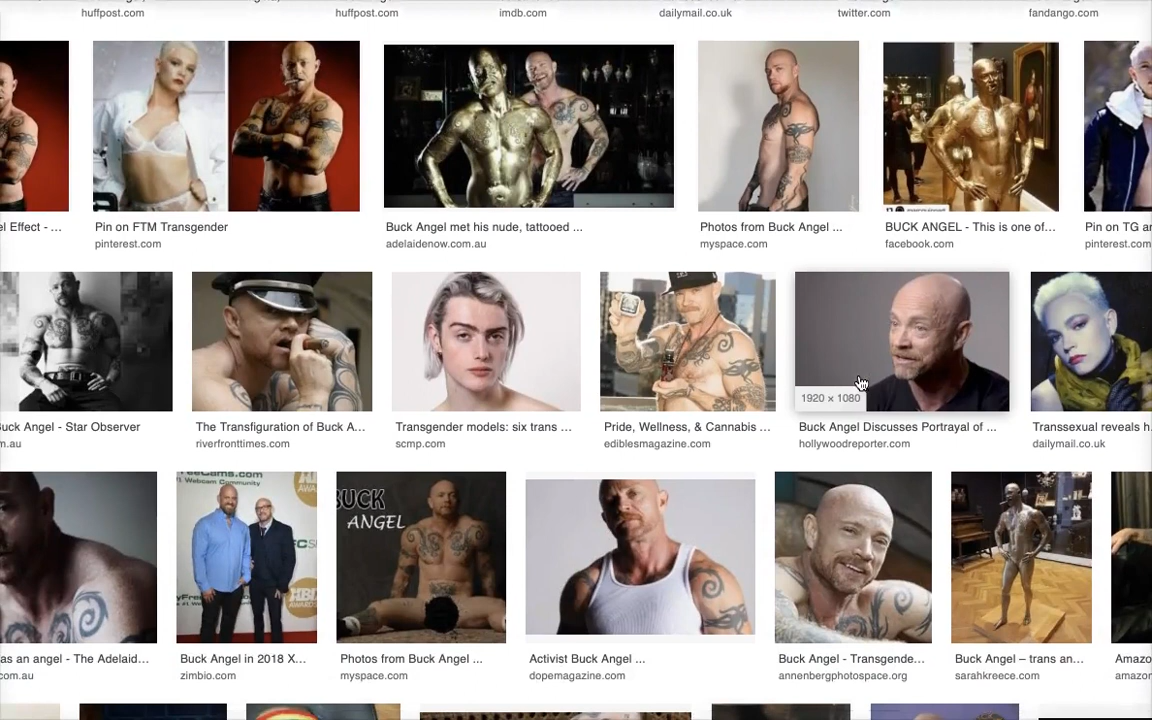 huffpost.com
huffpost.com
imdb.com
dailymail.co.uk
twitter.com
fandango.com
el Effect - ...
Pin on FTM Transgender
pinterest.com
Buck Angel met his nude, tattooed ...
adelaidenow.com.au
Photos from Buck Angel ...
myspace.com
BUCK ANGEL - This is one of...
facebook.com
Pin on TG ar
pinterest.com
1920 × 1080
Buck Angel - Star Observer
m.au
The Transfiguration of Buck A...
riverfronttimes.com
Transgender models: six trans ...
scmp.com
Pride, Wellness, & Cannabis ...
ediblesmagazine.com
Buck Angel Discusses Portrayal of ...
hollywoodreporter.com
Transsexual reveals h
dailymail.co.uk
FreeCams.com
#1 Webcam Community
BUCK
ANGEL
as an angel - The Adelaid...
com.au
Buck Angel in 2018 X...
zimbio.com
Photos from Buck Angel ...
myspace.com
Activist Buck Angel ...
dopemagazine.com
Buck Angel - Transgende...
annenbergphotospace.org
Buck Angel – trans an...
sarahkreece.com
Amazo
amazon